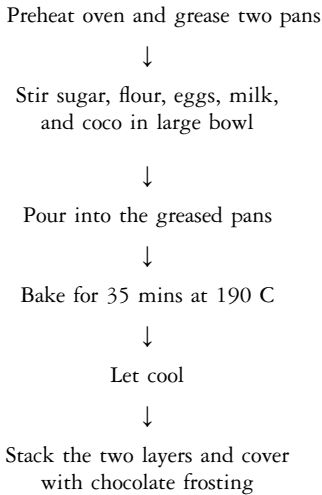 Preheat oven and grease two pans
↓
Stir sugar, flour, eggs, milk,
and coco in large bowl
↓
Pour into the greased pans
↓
Bake for 35 mins at 190 C
↓
Let cool
↓
Stack the two layers and cover
with chocolate frosting